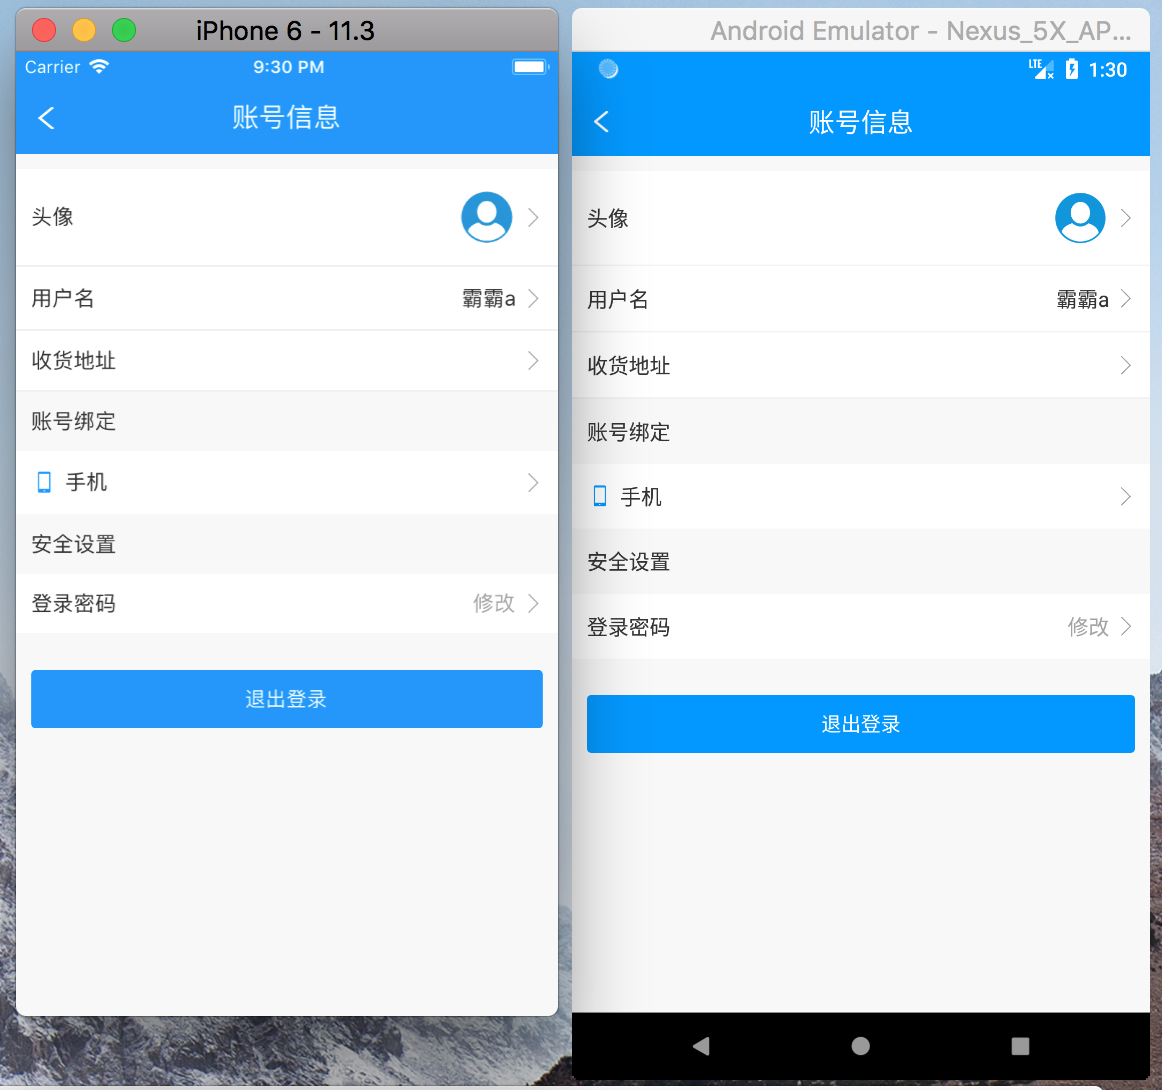 iPhone 6 - 11.3
Carrier 9:30 PM
账号信息
头像
用户名 霸霸a
收货地址
账号绑定
手机
安全设置
登录密码 修改
退出登录
Android Emulator - Nexus_5X_AP...
LTE 1:30
账号信息
头像
用户名 霸霸a
收货地址
账号绑定
手机
安全设置
登录密码 修改
退出登录